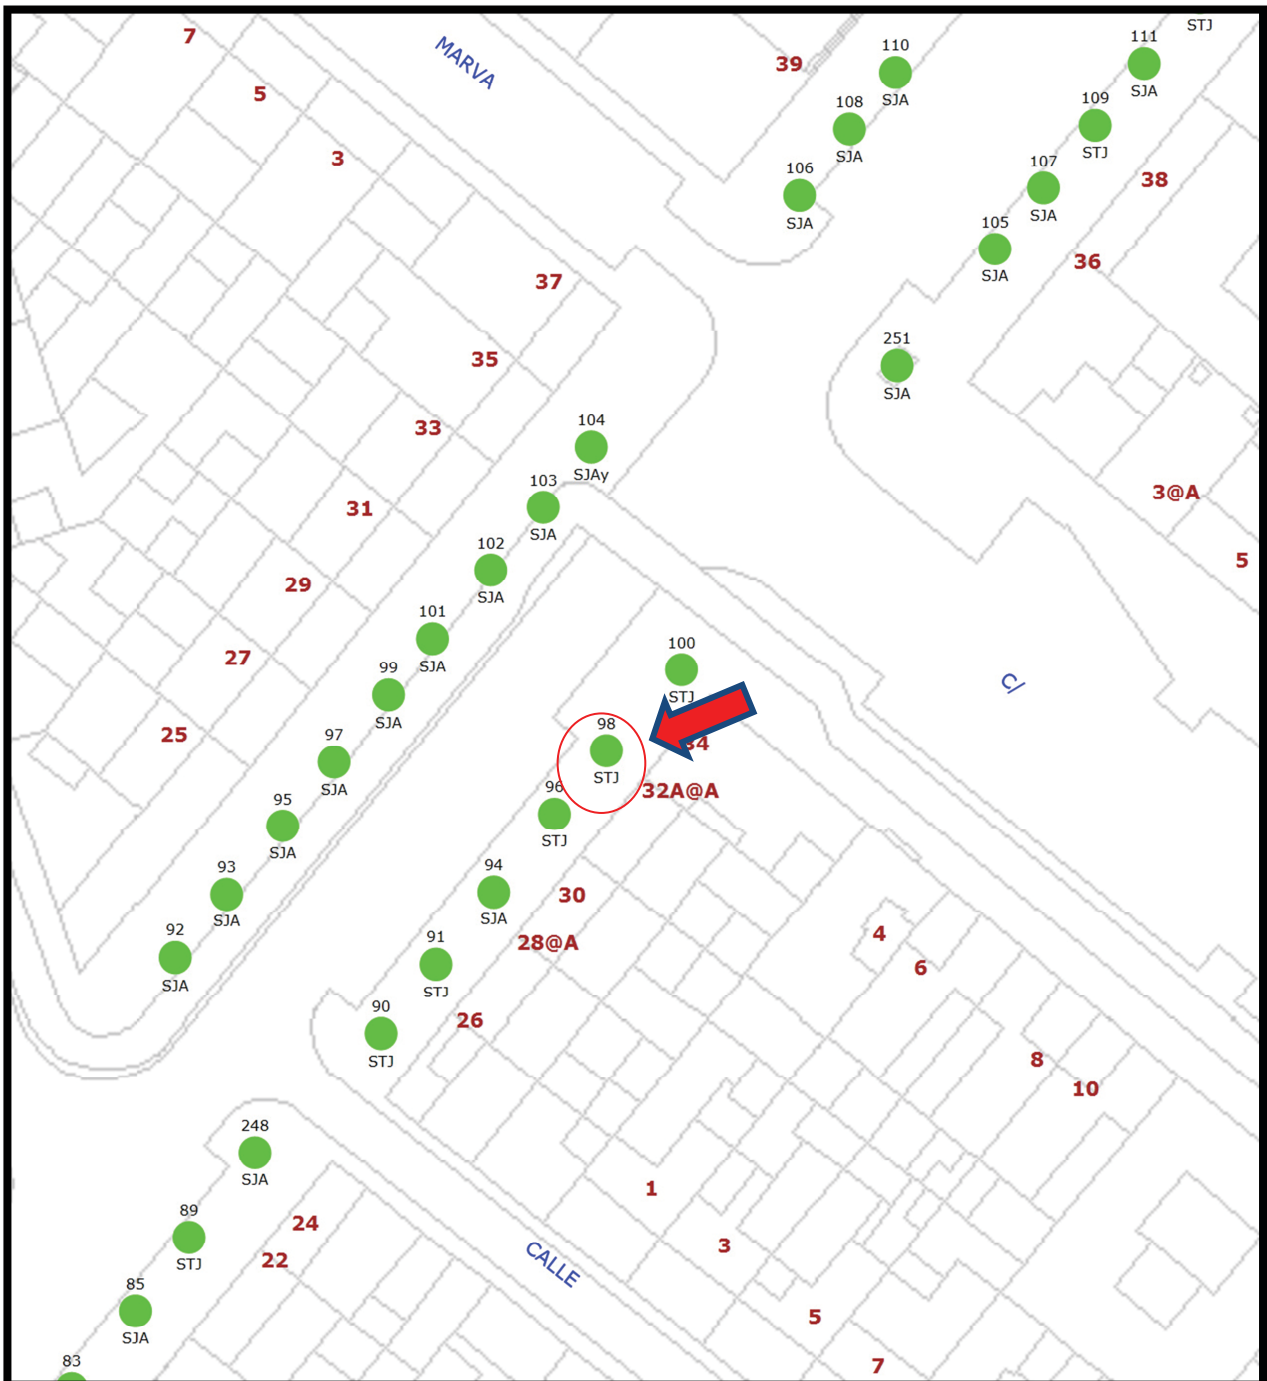 STJ
7
MARVA
39
110
SJA
111
SJA
5
108
SJA
109
STJ
3
106
SJA
107
SJA
38
105
SJA
36
37
251
SJA
35
104
SJAy
33
103
SJA
3@A
31
102
SJA
5
29
101
SJA
100
STJ
27
99
SJA
C/
25
97
SJA
98
STJ
34
32A@A
95
SJA
96
STJ
93
SJA
94
SJA
30
92
SJA
91
STJ
28@A
4
6
90
STJ
26
8
10
248
SJA
1
89
STJ
24
22
3
CALLE
85
SJA
5
83
7